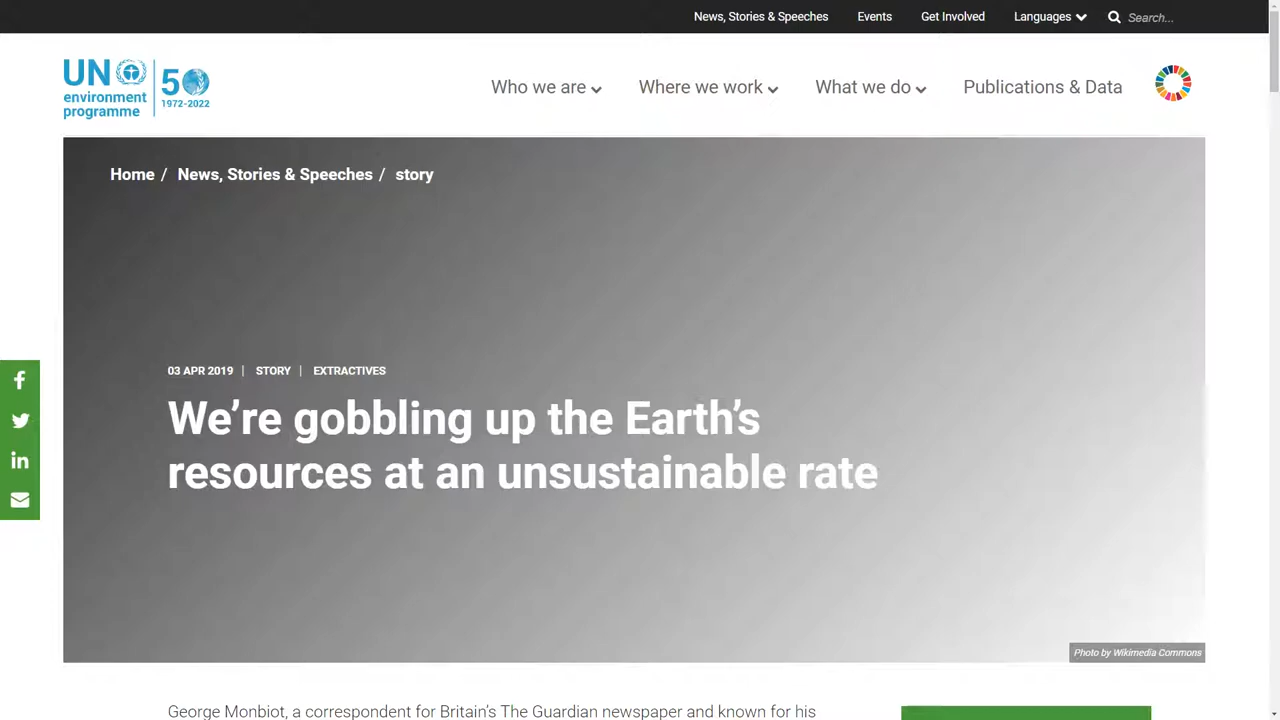 News, Stories & Speeches Events Get Involved Languages Search...
UN environment programme 50 1972-2022
Who we are Where we work What we do Publications & Data
Home / News, Stories & Speeches / story
03 APR 2019 | STORY | EXTRACTIVES
We’re gobbling up the Earth’s
resources at an unsustainable rate
Photo by Wikimedia Commons
George Monbiot, a correspondent for Britain’s The Guardian newspaper and known for his